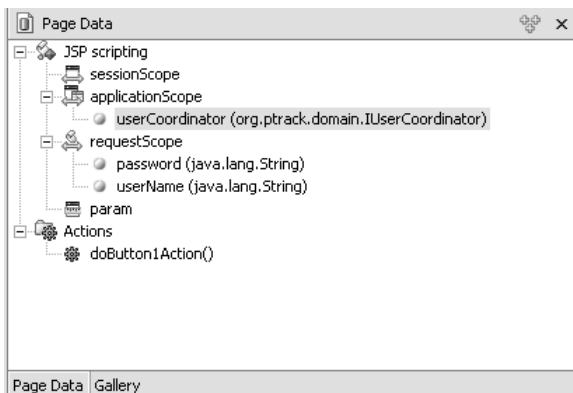 Page Data
JSP scripting
sessionScope
applicationScope
userCoordinator (org.ptrack.domain.IUserCoordinator)
requestScope
password (java.lang.String)
userName (java.lang.String)
param
Actions
doButton1Action()
Page Data Gallery